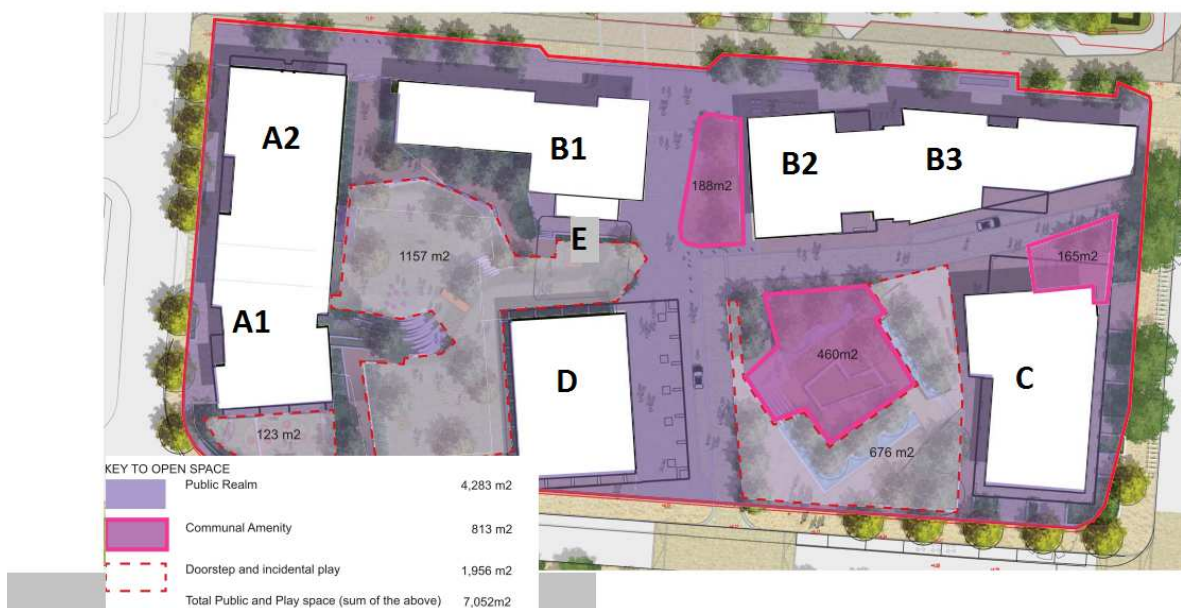 A2
B1
B2
B3
188m2
E
1157 m2
165m2
A1
460m2
D
C
123 m2
676 m2
KEY TO OPEN SPACE
Public Realm 4,283 m2
Communal Amenity 813 m2
Doorstep and incidental play 1,956 m2
Total Public and Play space (sum of the above) 7,052m2